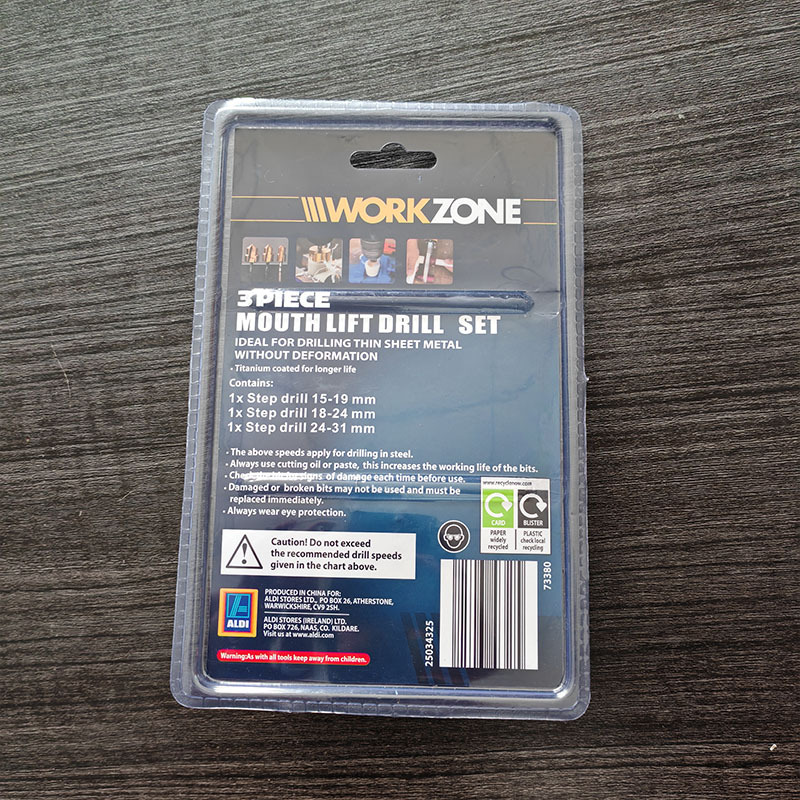 WORKZONE
3 PIECE
MOUTH LIFT DRILL SET
IDEAL FOR DRILLING THIN SHEET METAL
WITHOUT DEFORMATION
• Titanium coated for longer life
Contains:
1x Step drill 15-19 mm
1x Step drill 18-24 mm
1x Step drill 24-31 mm
• The above speeds apply for drilling in steel.
• Always use cutting oil or paste, this increases the working life of the bits.
• Check the bits for signs of damage each time before use.
• Damaged or broken bits may not be used and must be
replaced immediately.
• Always wear eye protection.
www.recyclenow.com
CARD
BLISTER
PAPER
widely
recycled
PLASTIC
check local
recycling
Caution! Do not exceed
the recommended drill speeds
given in the chart above.
ALDI
PRODUCED IN CHINA FOR:
ALDI STORES LTD., PO BOX 26, ATHERSTONE,
WARWICKSHIRE, CV9 2SH.
ALDI STORES (IRELAND) LTD.
PO BOX 726, NAAS, CO. KILDARE.
Visit us at www.aldi.com
Warning:As with all tools keep away from children.
25034325
73380